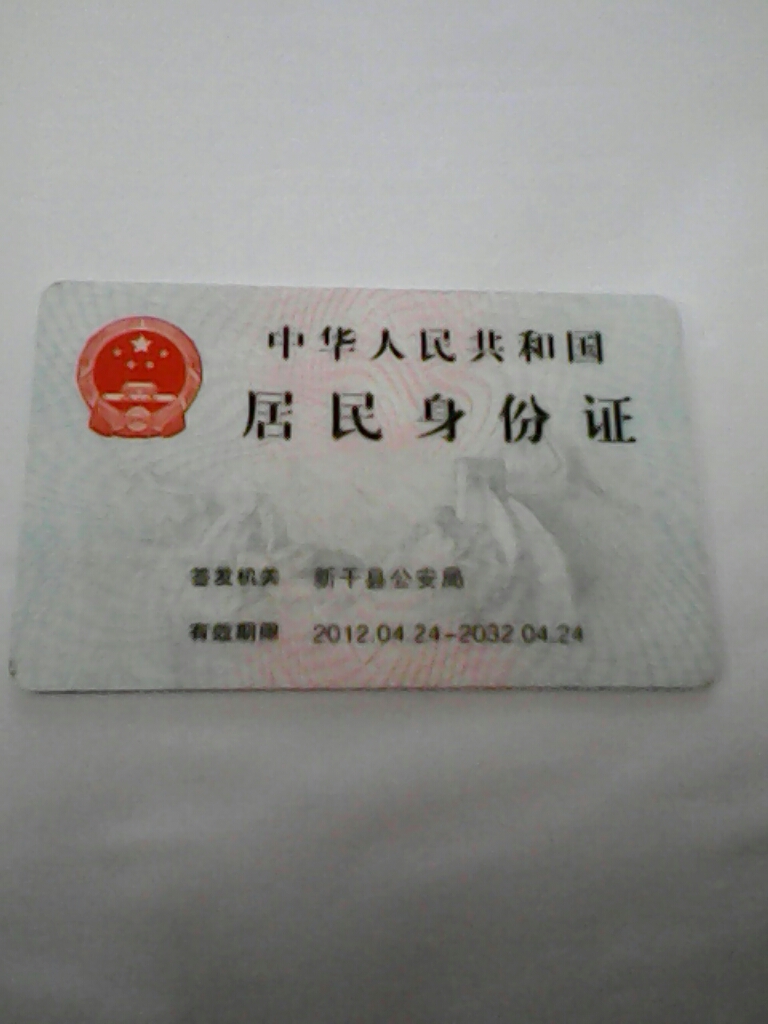 中华人民共和国
居民身份证
签发机关 新干县公安局
有效期限 2012.04.24-2032.04.24